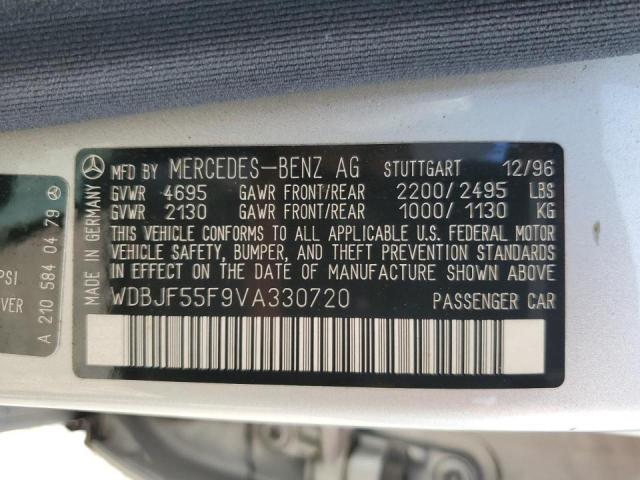 MFD BY MERCEDES-BENZ AG STUTTGART 12/96
GVWR 4695 GAWR FRONT/REAR 2200/2495 LBS
GVWR 2130 GAWR FRONT/REAR 1000/1130 KG
THIS VEHICLE CONFORMS TO ALL APPLICABLE U.S. FEDERAL MOTOR
VEHICLE SAFETY, BUMPER, AND THEFT PREVENTION STANDARDS
IN EFFECT ON THE DATE OF MANUFACTURE SHOWN ABOVE
WDBJF55F9VA330720 PASSENGER CAR
MADE IN GERMANY
A 210 584 04 79
PSI
VER